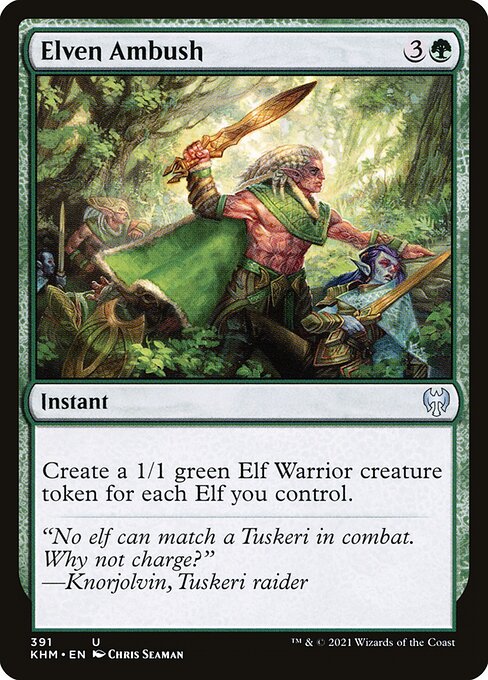 Elven Ambush 3
Instant
Create a 1/1 green Elf Warrior creature
token for each Elf you control.
“No elf can match a Tuskeri in combat.
Why not charge?”
—Knorjolvin, Tuskeri raider
391 U
KHM • EN Chris Seaman
™ & © 2021 Wizards of the Coast